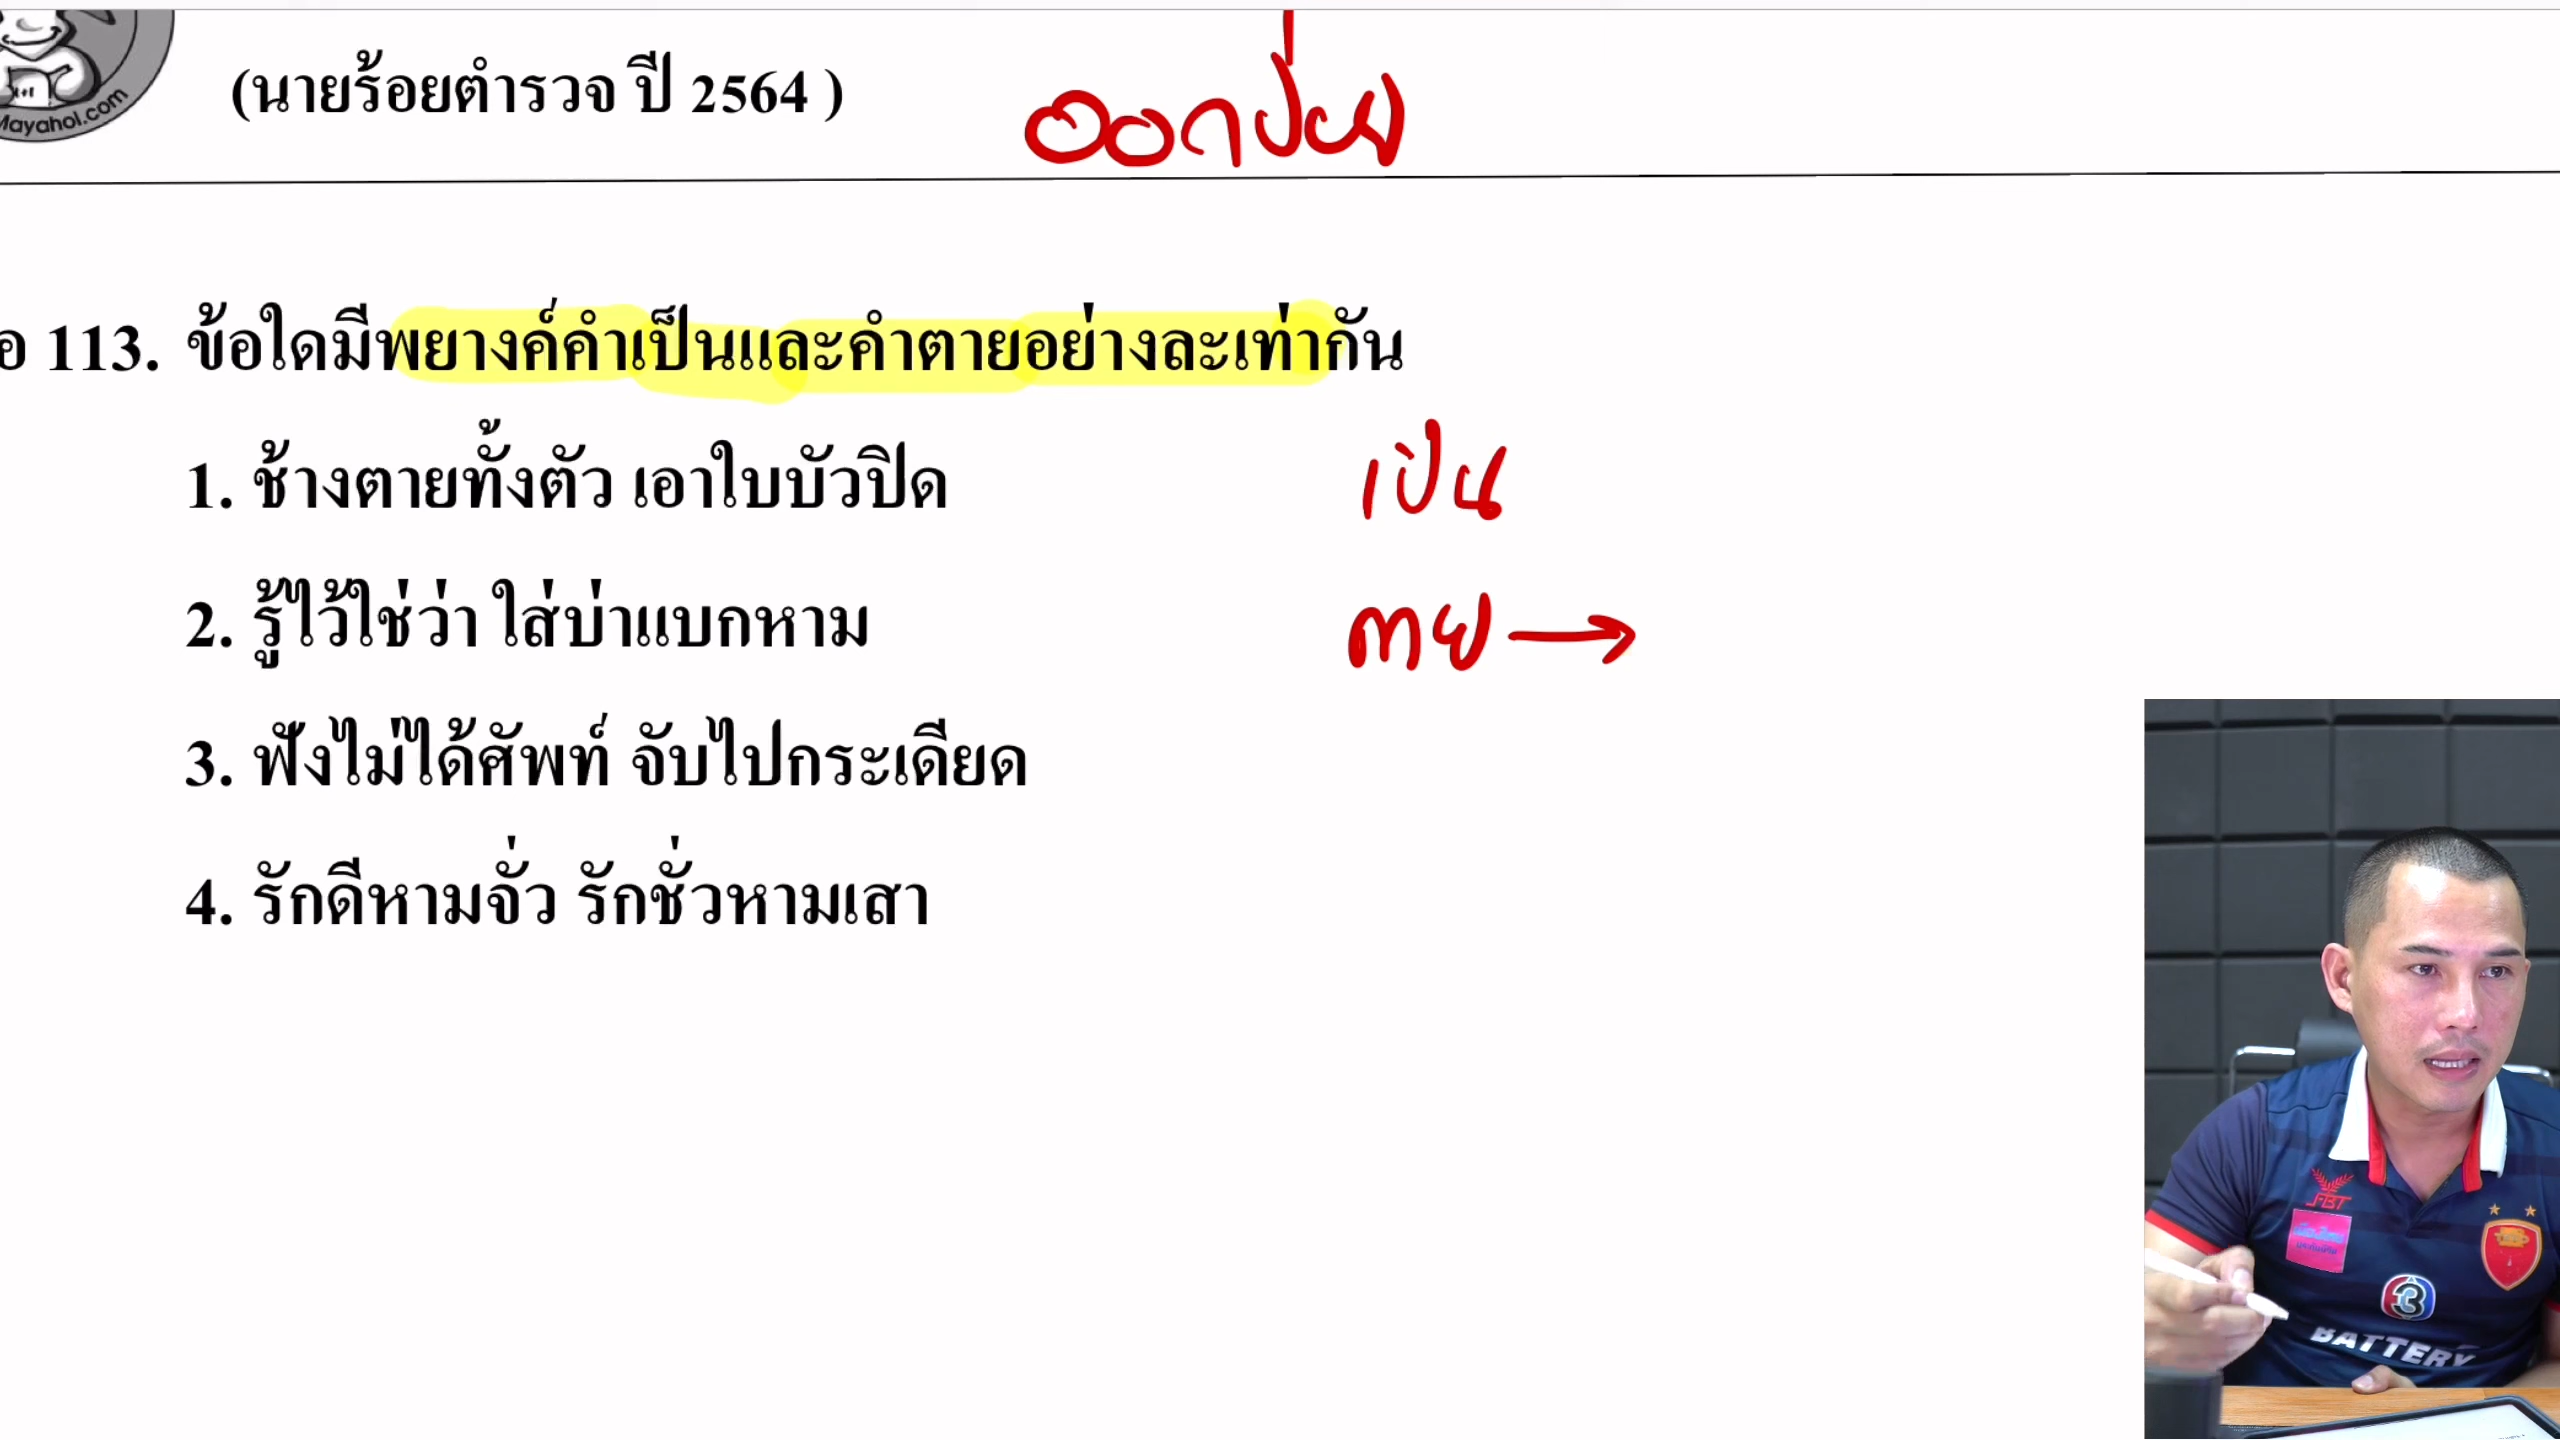 (นายร้อยตำรวจ ปี 2564 )
ออกบ่อย
อ 113. ข้อใดมีพยางค์คำเป็นและคำตายอย่างละเท่ากัน
1. ช้างตายทั้งตัว เอาใบบัวปิด
เป็น
2. รู้ไว้ใช่ว่า ใส่บ่าแบกหาม
ตาย
3. ฟังไม่ได้ศัพท์ จับไปกระเดียด
4. รักดีหามจั่ว รักชั่วหามเสา
Mayahol.com
FBT
3
BATTERY